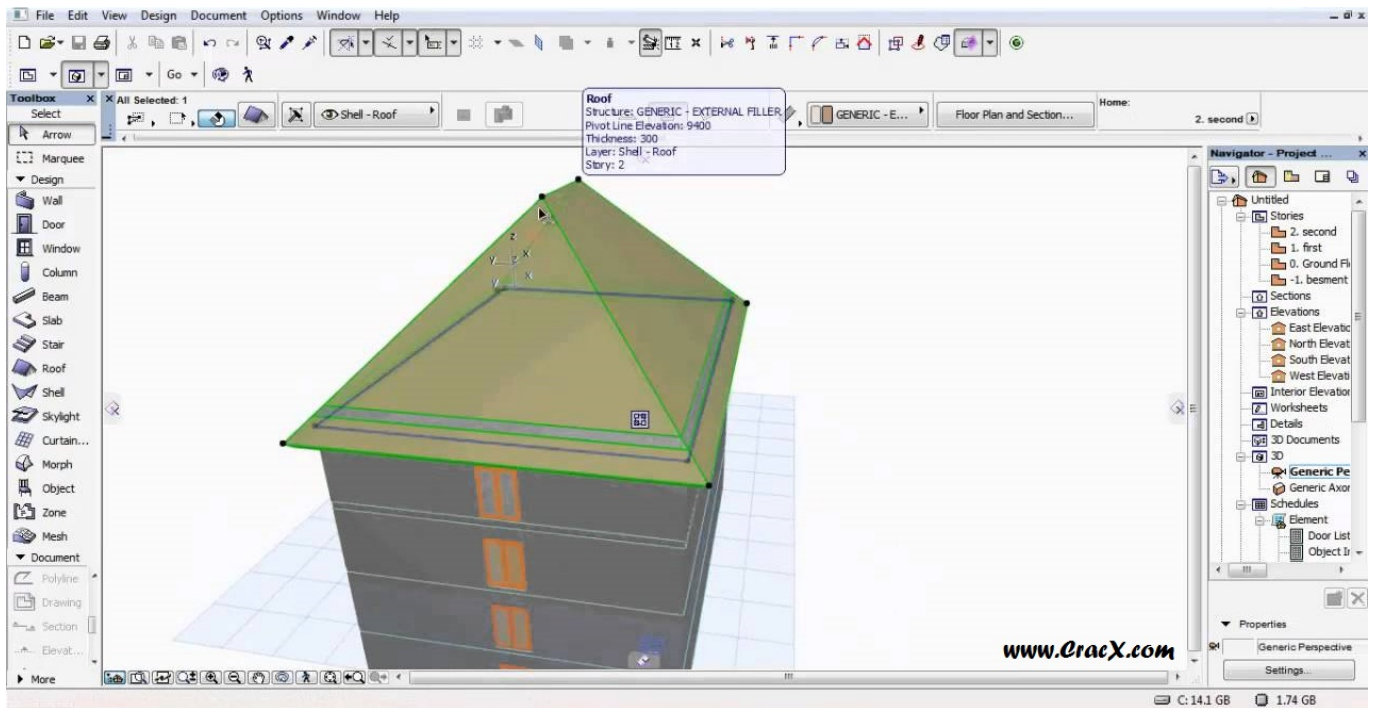 File Edit View Design Document Options Window Help
Go
Toolbox
Select
Arrow
Marquee
Design
Wall
Door
Window
Column
Beam
Slab
Stair
Roof
Shell
Skylight
Curtain...
Morph
Object
Zone
Mesh
Document
Polyline
Drawing
Section
Elevat...
More
All Selected: 1
Shell - Roof
Roof
Structure: GENERIC - EXTERNAL FILLER
Pivot Line Elevation: 9400
Thickness: 300
Layer: Shell - Roof
Story: 2
GENERIC - E...
Floor Plan and Section...
Home:
2. second
z
y z x
y x
Navigator - Project ...
Untitled
Stories
2. second
1. first
0. Ground Fl
-1. besment
Sections
Elevations
East Elevatic
North Elevat
South Elevat
West Elevati
Interior Elevatior
Worksheets
Details
3D Documents
3D
Generic Pe
Generic Axor
Schedules
Element
Door List
Object Ir
Properties
Generic Perspective
Settings...
www.CracX.com
C: 14.1 GB 1.74 GB